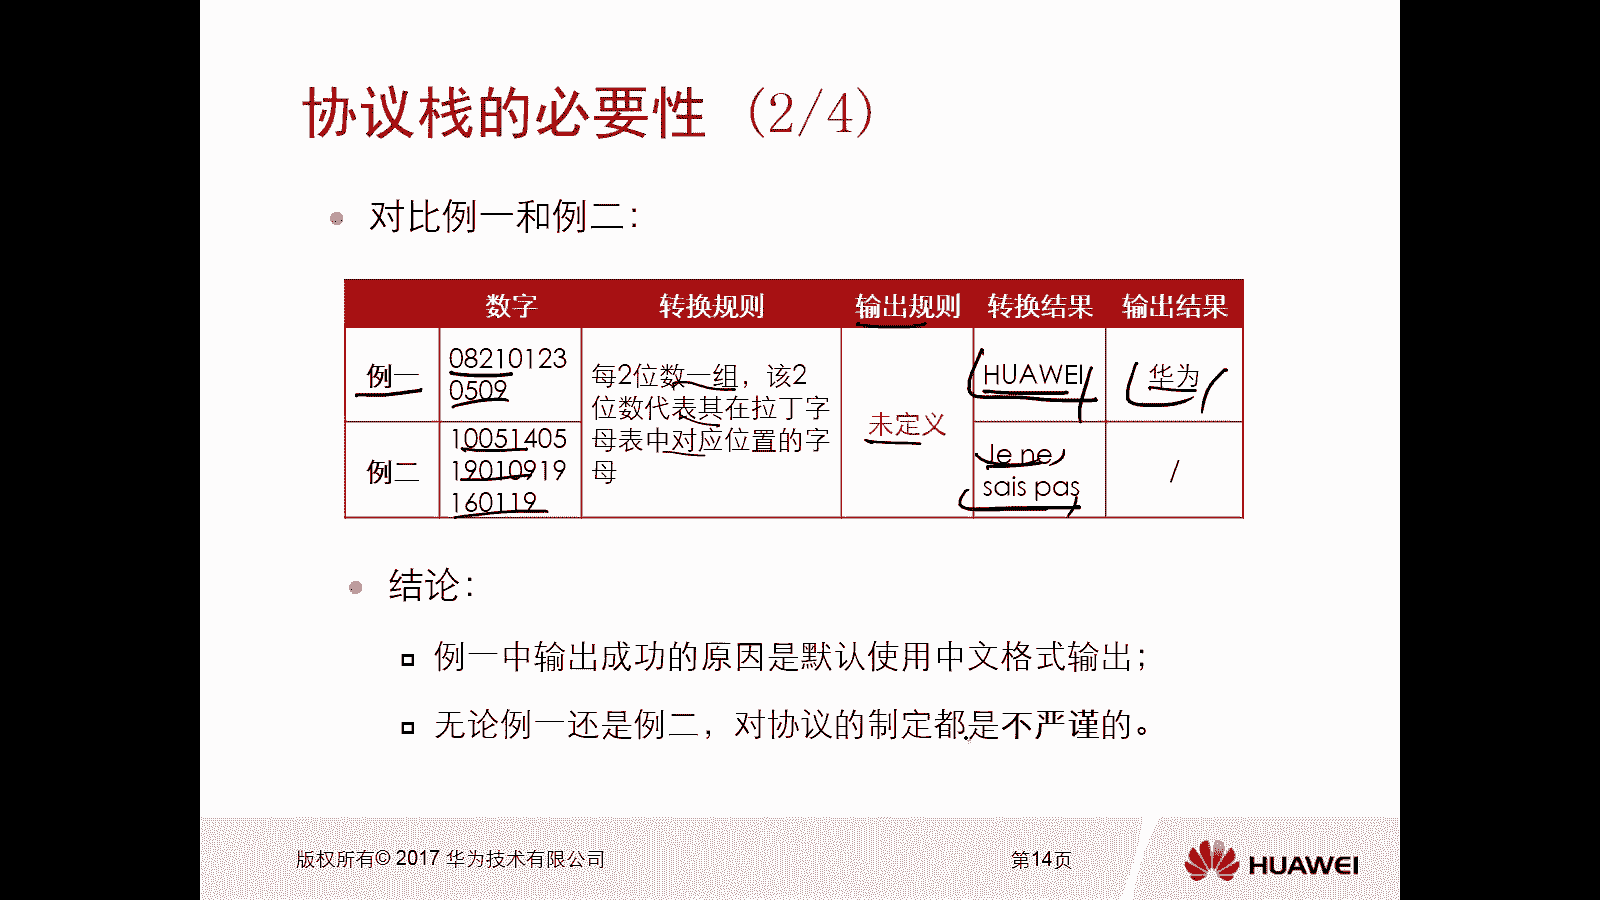 协议栈的必要性 (2/4)
对比例一和例二：
数字 转换规则 输出规则 转换结果 输出结果
例一
08210123
0509
每2位数一组，该2
位数代表其在拉丁字
母表中对应位置的字
母
未定义
HUAWEI
华为
例二
10051405
19010919
160119
Je ne
sais pas
/
结论：
例一中输出成功的原因是默认使用中文格式输出；
无论例一还是例二，对协议的制定都是不严谨的。
版权所有© 2017 华为技术有限公司
第14页
HUAWEI